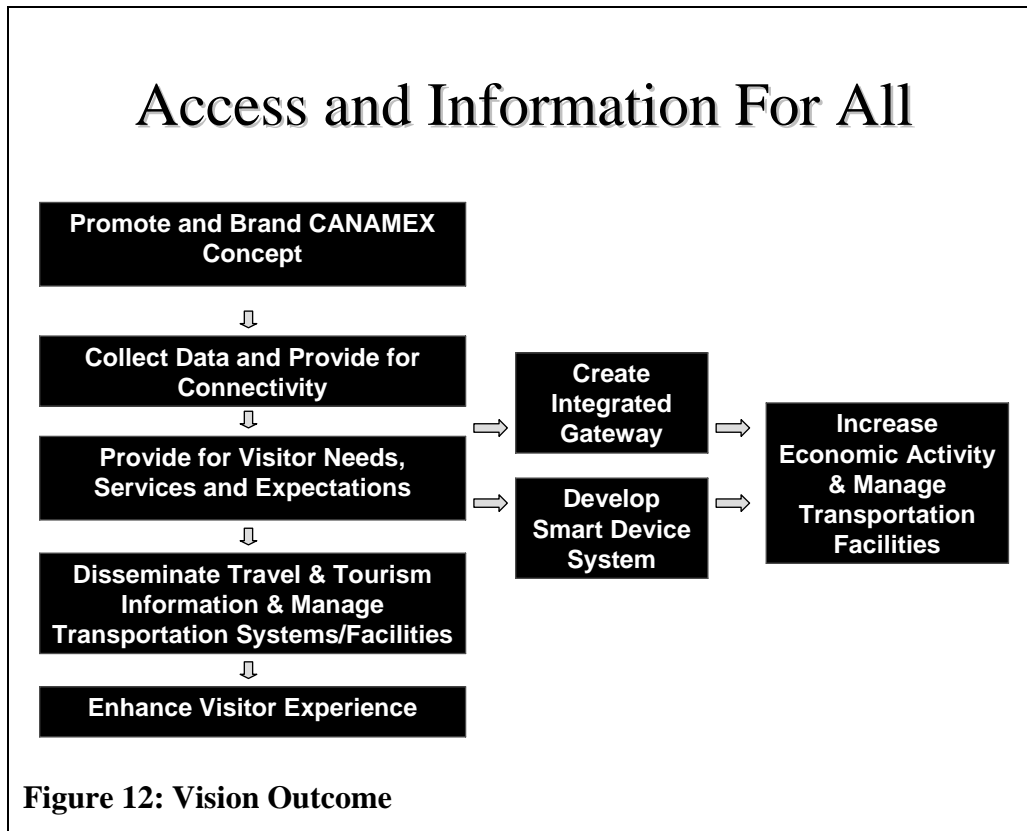 Access and Information For All
Promote and Brand CANAMEX
Concept
Collect Data and Provide for
Connectivity
Provide for Visitor Needs,
Services and Expectations
Disseminate Travel & Tourism
Information & Manage
Transportation Systems/Facilities
Enhance Visitor Experience
Create
Integrated
Gateway
Develop
Smart Device
System
Increase
Economic Activity
& Manage
Transportation
Facilities
Figure 12: Vision Outcome